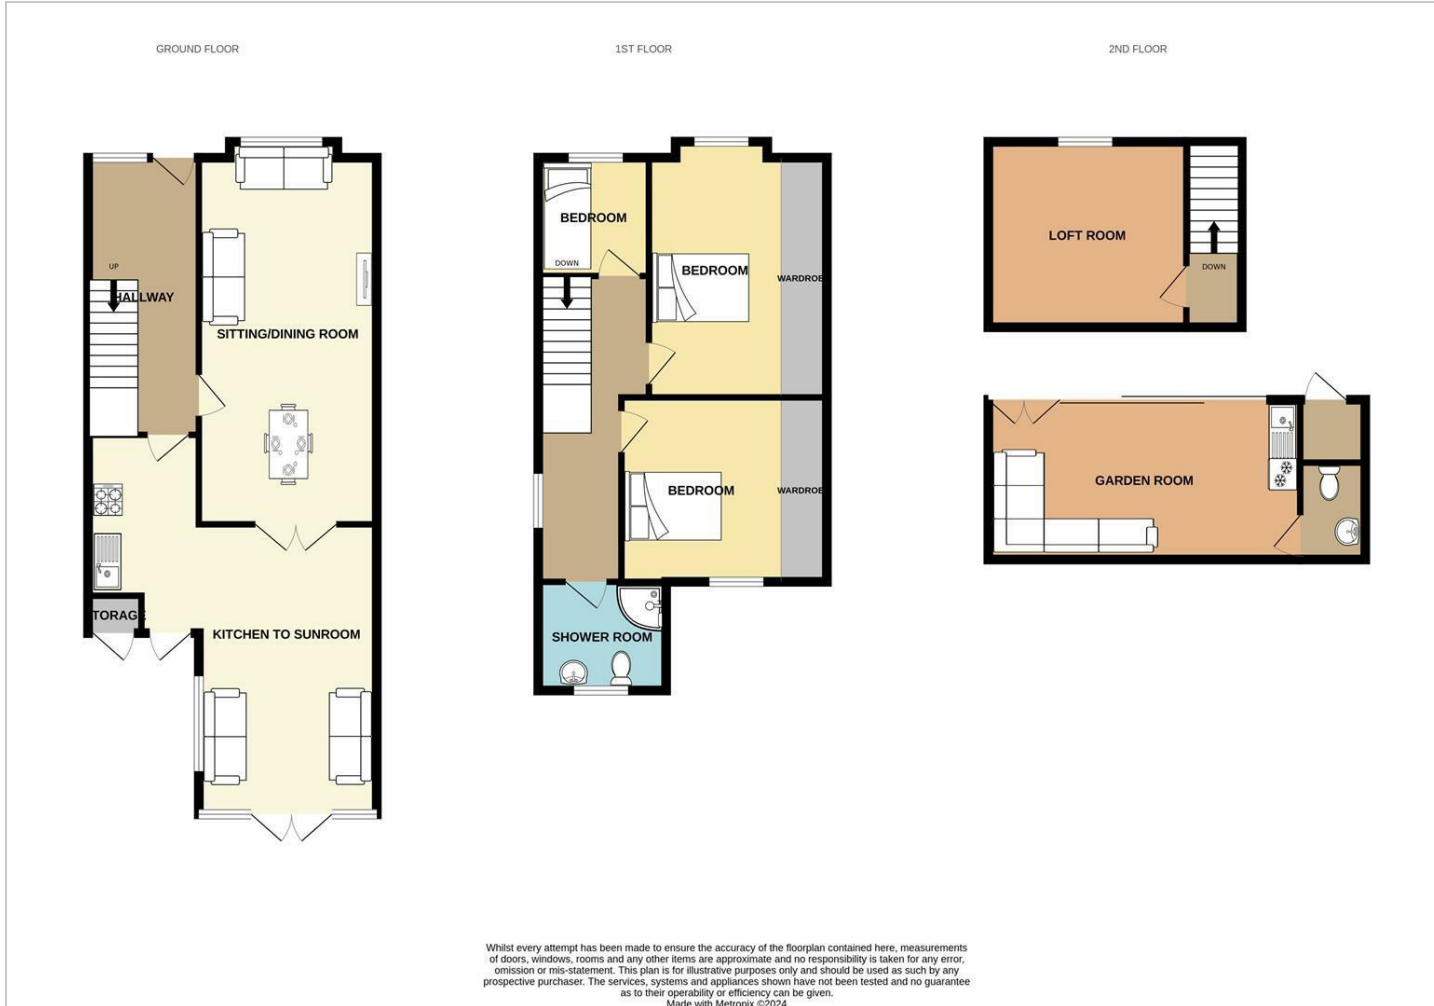 GROUND FLOOR
1ST FLOOR
2ND FLOOR
UP
HALLWAY
SITTING/DINING ROOM
TORAGE
KITCHEN TO SUNROOM
BEDROOM
DOWN
BEDROOM
WARDROBE
BEDROOM
WARDROBE
SHOWER ROOM
LOFT ROOM
DOWN
GARDEN ROOM
Whilst every attempt has been made to ensure the accuracy of the floorplan contained here, measurements
of doors, windows, rooms and any other items are approximate and no responsibility is taken for any error,
omission or mis-statement. This plan is for illustrative purposes only and should be used as such by any
prospective purchaser. The services, systems and appliances shown have not been tested and no guarantee
as to their operability or efficiency can be given.
Made with Metropix ©2024